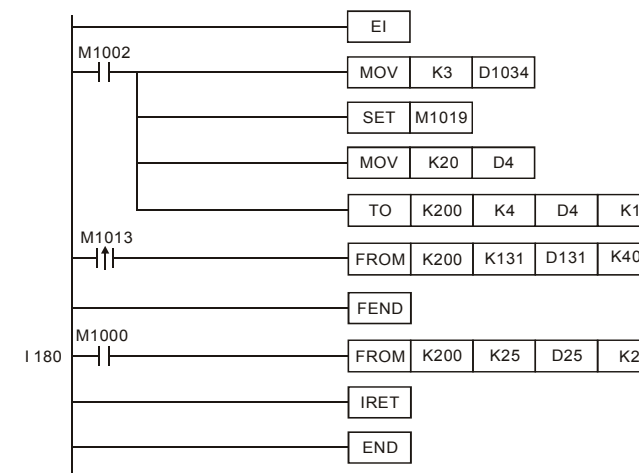 EI
M1002
MOV K3 D1034
SET M1019
MOV K20 D4
TO K200 K4 D4 K1
M1013
FROM K200 K131 D131 K40
FEND
M1000
I 180 FROM K200 K25 D25 K2
IRET
END